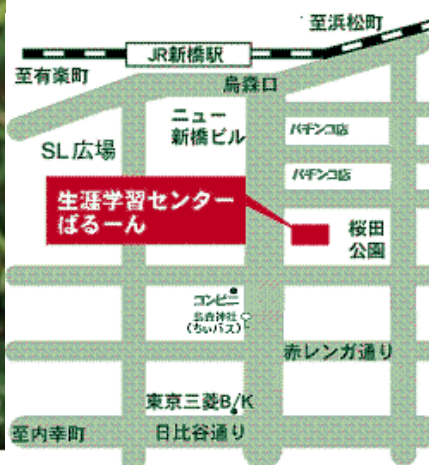 至浜松町
JR新橋駅
至有楽町
烏森口
ニュー
新橋ビル
パチンコ店
SL広場
パチンコ店
生涯学習センター
ばるーん
桜田
公園
コンビニ
烏森神社
(ちぃバス)
赤レンガ通り
東京三菱B/K
至内幸町
日比谷通り